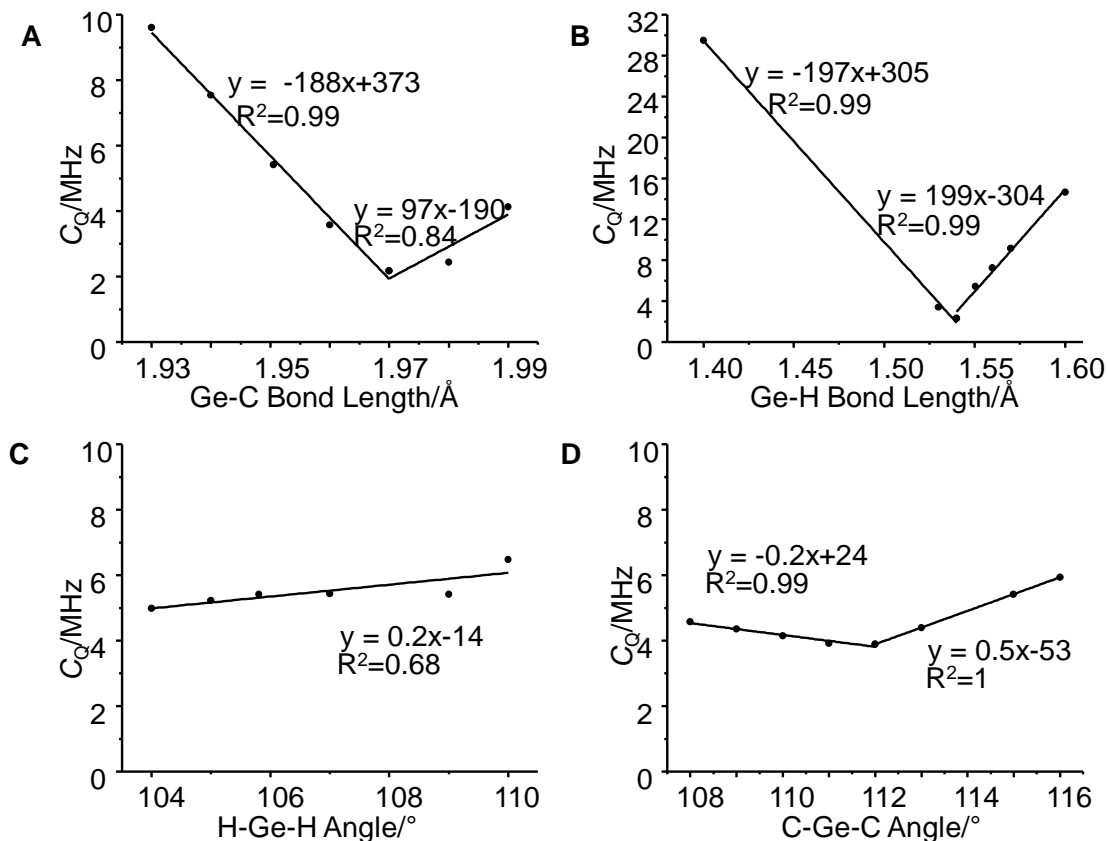 A
C_Q/MHz
10
8
6
4
2
0
y = -188x+373
R²=0.99
y = 97x-190
R²=0.84
1.93 1.95 1.97 1.99
Ge-C Bond Length/Å
B
C_Q/MHz
32
28
24
20
16
12
8
4
0
y = -197x+305
R²=0.99
y = 199x-304
R²=0.99
1.40 1.45 1.50 1.55 1.60
Ge-H Bond Length/Å
C
C_Q/MHz
10
8
6
4
2
0
y = 0.2x-14
R²=0.68
104 106 108 110
H-Ge-H Angle/°
D
C_Q/MHz
10
8
6
4
2
0
y = -0.2x+24
R²=0.99
y = 0.5x-53
R²=1
108 110 112 114 116
C-Ge-C Angle/°